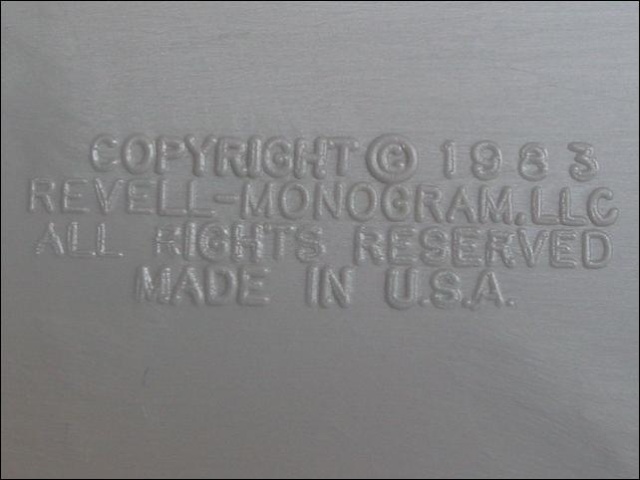 COPYRIGHT © 1983
REVELL-MONOGRAM, LLC
ALL RIGHTS RESERVED
MADE IN U.S.A.